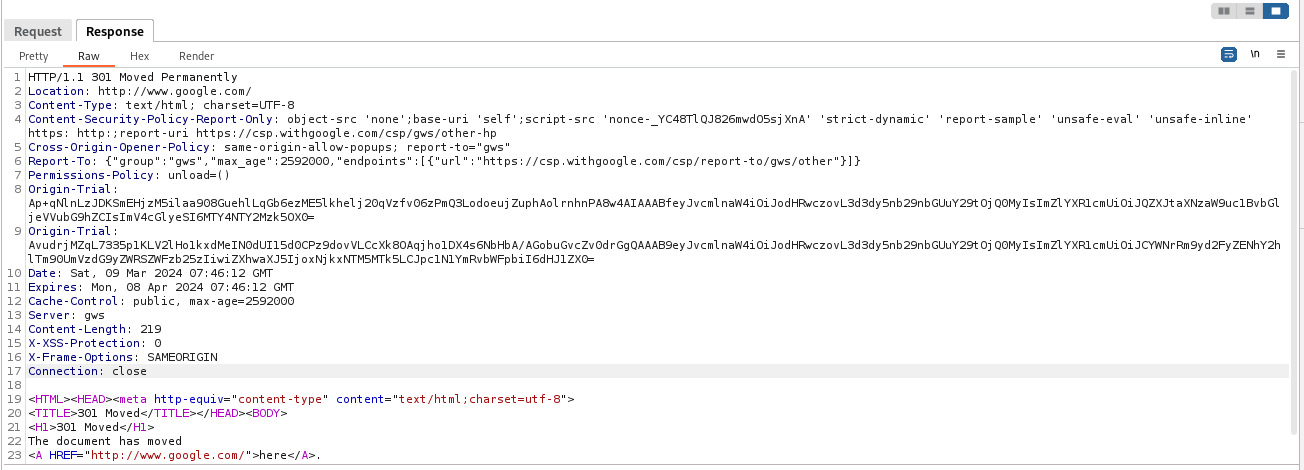 Request Response
Pretty Raw Hex Render \n
1 HTTP/1.1 301 Moved Permanently
2 Location: http://www.google.com/
3 Content-Type: text/html; charset=UTF-8
4 Content-Security-Policy-Report-Only: object-src 'none';base-uri 'self';script-src 'nonce-_YC48TlQJ826mwdO5sjXnA' 'strict-dynamic' 'report-sample' 'unsafe-eval' 'unsafe-inline'
https: http:;report-uri https://csp.withgoogle.com/csp/gws/other-hp
5 Cross-Origin-Opener-Policy: same-origin-allow-popups; report-to="gws"
6 Report-To: {"group":"gws","max_age":2592000,"endpoints":[{"url":"https://csp.withgoogle.com/csp/report-to/gws/other"}]}
7 Permissions-Policy: unload=()
8 Origin-Trial:
Ap+qNlnLzJDKSmEHjzM5ilaa908GuehlLqGb6ezME5lkhelj20qVzfv06zPmQ3LodoeujZuphAolrnhnPA8w4AIAAABfeyJvcmlnaW4iOiJodHRwczovL3d3dy5nb29nbGUuY29tOjQ0MyIsImZlYXR1cmUiOiJQZXJtaXNzaW9uc1BvbGl
jeVVubG9hZCIsImV4cGlyeSI6MTY4NTY2Mzk5OX0=
9 Origin-Trial:
AvudrjMZqL7335p1KLV2lHo1kxdMeIN0dUI15d0CPz9dovVLCcXk8OAqjho1DX4s6NbHbA/AGobuGvcZv0drGgQAAAB9eyJvcmlnaW4iOiJodHRwczovL3d3dy5nb29nbGUuY29tOjQ0MyIsImZlYXR1cmUiOiJCYWNrRm9yd2FyZENhY2h
lTm90UmVzdG9yZWRSZWFzb25zIiwiZXhwaXJ5IjoxNjkxNTM5MTk5LCJpc1N1YmRvbWFpbiI6dHJ1ZX0=
10 Date: Sat, 09 Mar 2024 07:46:12 GMT
11 Expires: Mon, 08 Apr 2024 07:46:12 GMT
12 Cache-Control: public, max-age=2592000
13 Server: gws
14 Content-Length: 219
15 X-XSS-Protection: 0
16 X-Frame-Options: SAMEORIGIN
17 Connection: close
18
19 <HTML><HEAD><meta http-equiv="content-type" content="text/html;charset=utf-8">
20 <TITLE>301 Moved</TITLE></HEAD><BODY>
21 <H1>301 Moved</H1>
22 The document has moved
23 <A HREF="http://www.google.com/">here</A>.